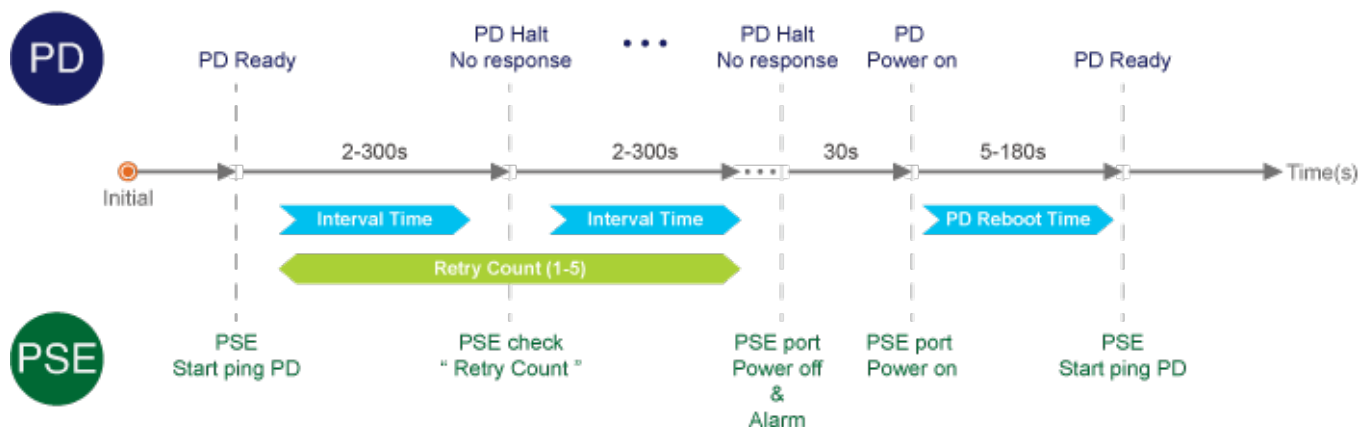 PD
PD Ready
PD Halt
No response
• • •
PD Halt
No response
PD
Power on
PD Ready
2-300s
2-300s
30s
5-180s
Initial
Time(s)
Interval Time
Interval Time
PD Reboot Time
Retry Count (1-5)
PSE
PSE
Start ping PD
PSE check
“ Retry Count ”
PSE port
Power off
&
Alarm
PSE port
Power on
PSE
Start ping PD